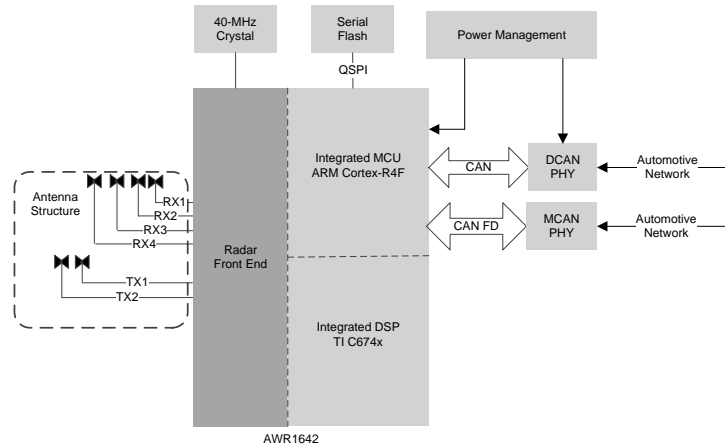 40-MHz
Crystal
Serial
Flash
Power Management
QSPI
Integrated MCU
ARM Cortex-R4F
CAN
DCAN
PHY
Automotive
Network
Antenna
Structure
RX1
RX2
RX3
RX4
CAN FD
MCAN
PHY
Automotive
Network
Radar
Front End
TX1
TX2
Integrated DSP
TI C674x
AWR1642